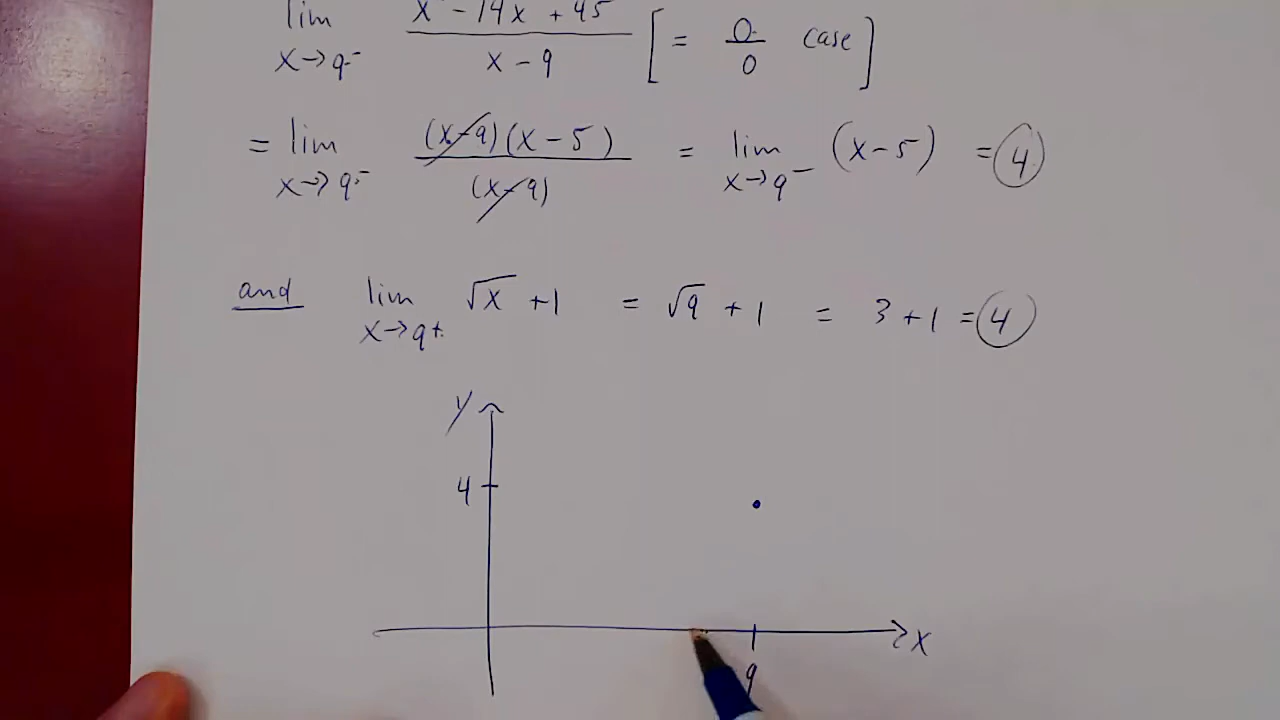 lim x→9⁻ x² - 14x + 45 / x - 9 [= 0/0 case]
= lim x→9⁻ (x-9)(x-5) / (x-9) = lim x→9⁻ (x-5) = 4
and lim x→9+ √x +1 = √9 + 1 = 3 + 1 = 4
y
4
x
9